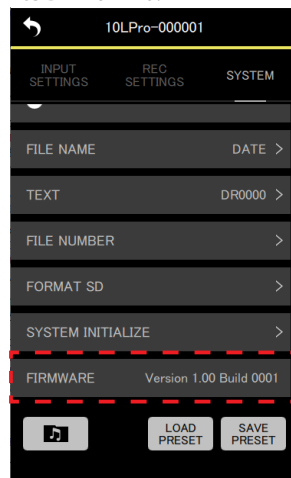 10LPro-000001
INPUT SETTINGS REC SETTINGS SYSTEM
FILE NAME DATE >
TEXT DR0000 >
FILE NUMBER >
FORMAT SD >
SYSTEM INITIALIZE >
FIRMWARE Version 1.00 Build 0001
LOAD PRESET SAVE PRESET